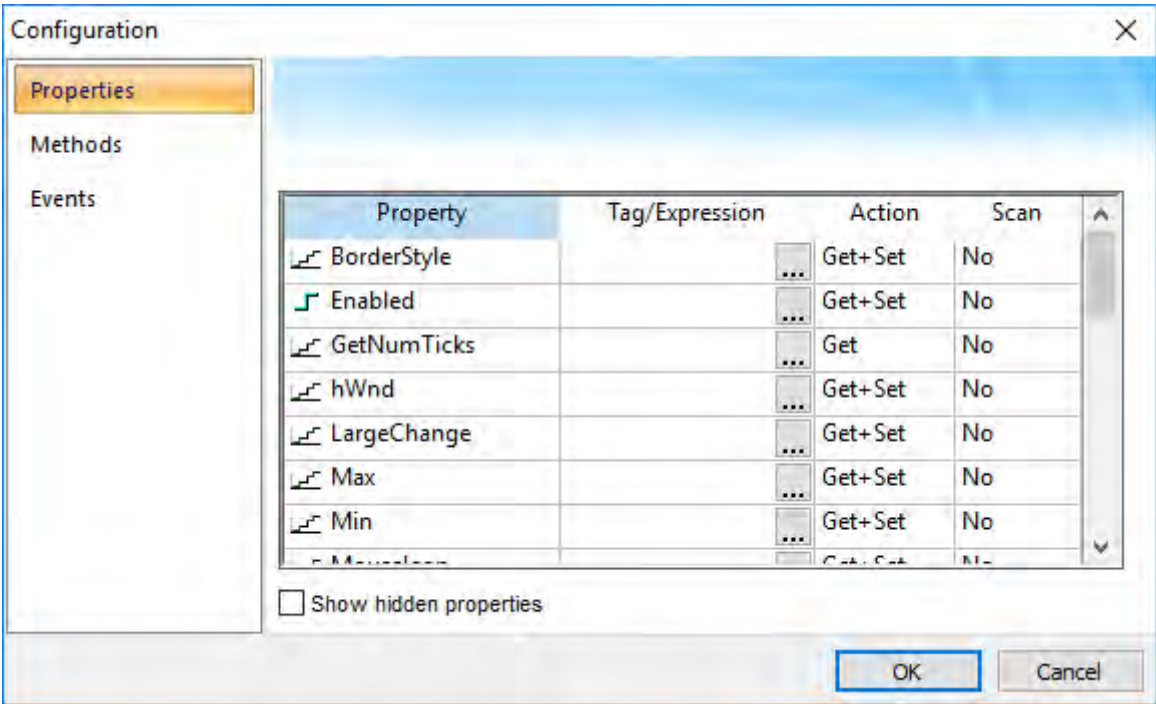 Configuration
Properties
Methods
Events
Property Tag/Expression Action Scan
BorderStyle ... Get+Set No
Enabled ... Get+Set No
GetNumTicks ... Get No
hWnd ... Get+Set No
LargeChange ... Get+Set No
Max ... Get+Set No
Min ... Get+Set No
Show hidden properties
OK Cancel